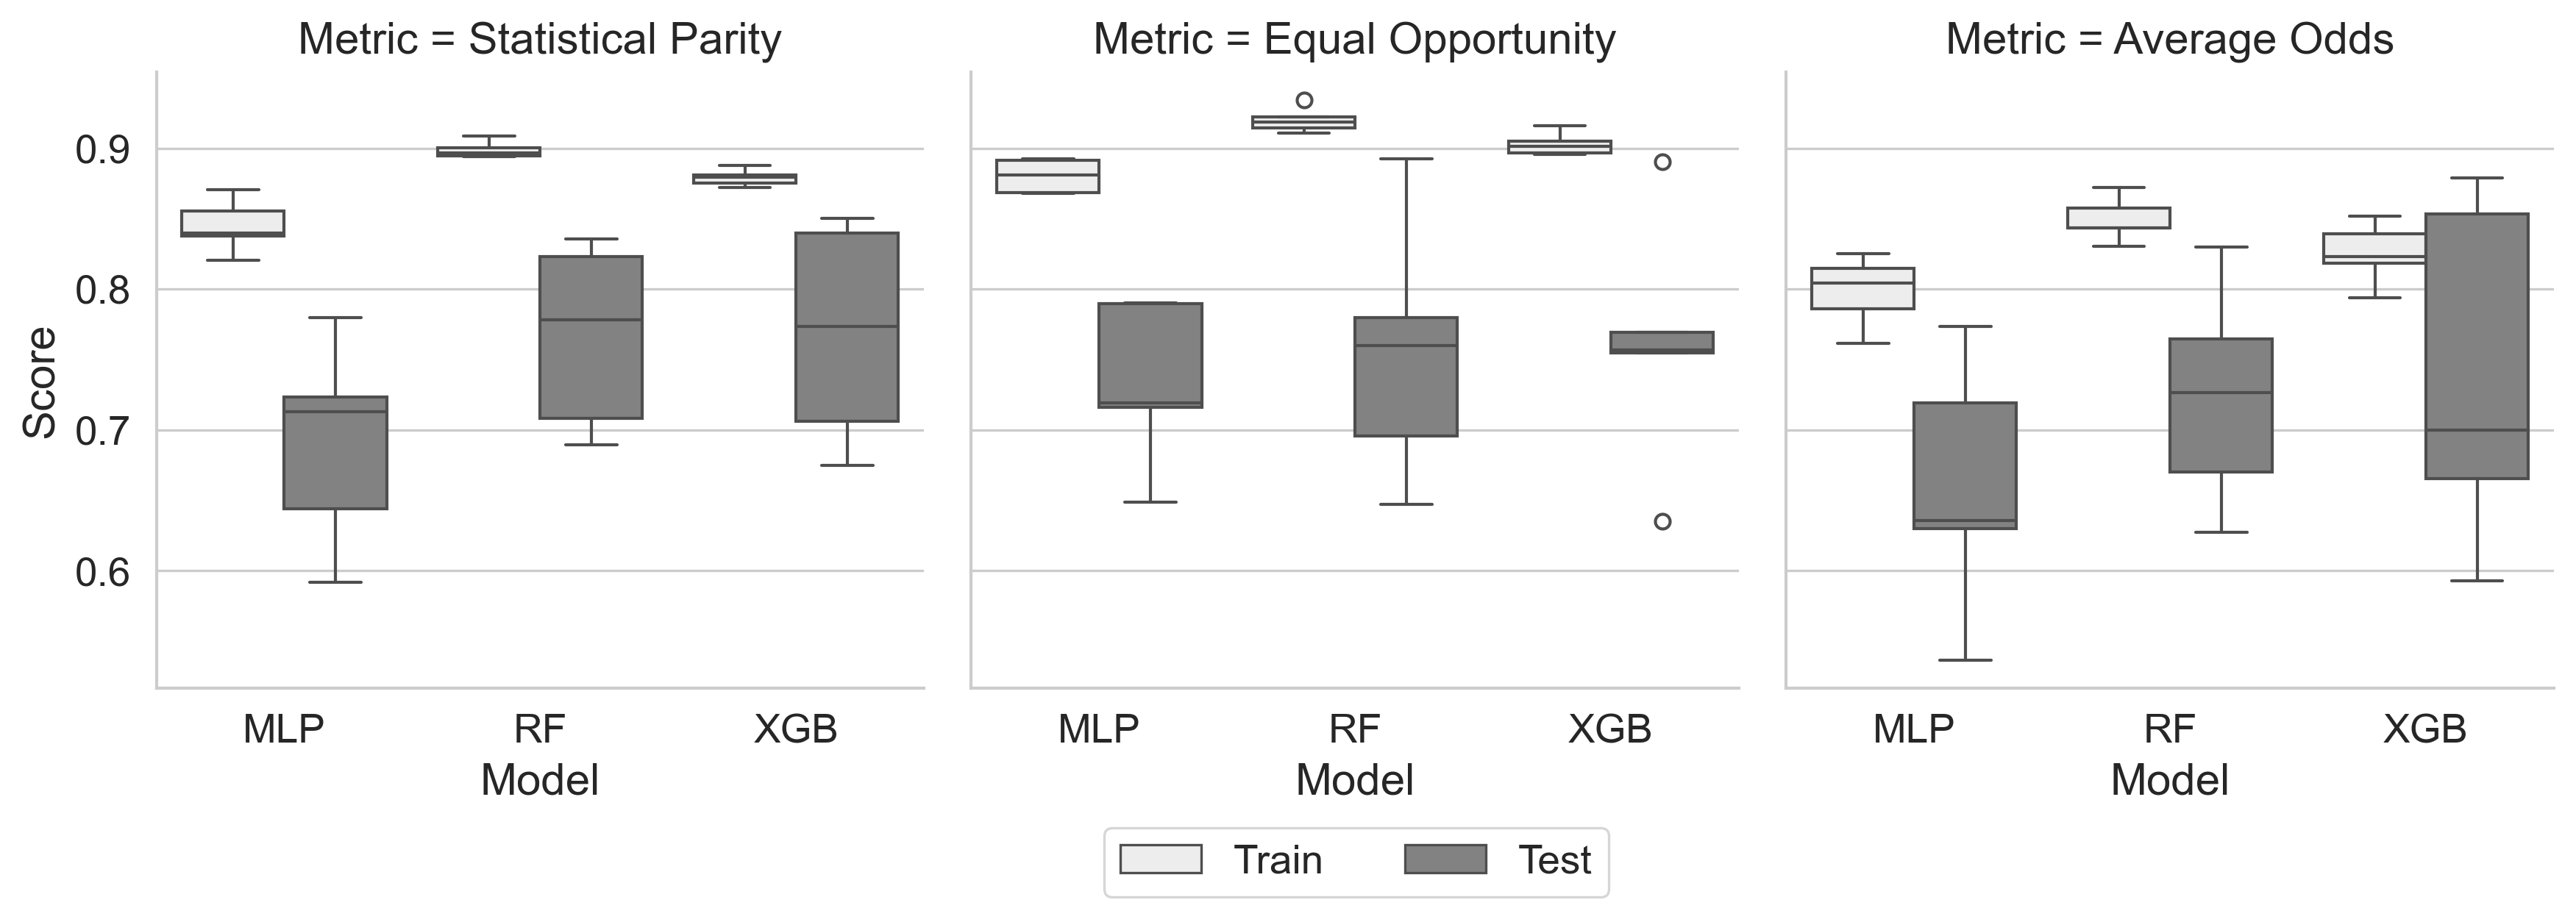 Metric = Statistical Parity
Metric = Equal Opportunity
Metric = Average Odds
Score
0.9
0.8
0.7
0.6
MLP RF XGB
MLP RF XGB
MLP RF XGB
Model
Model
Model
Train Test